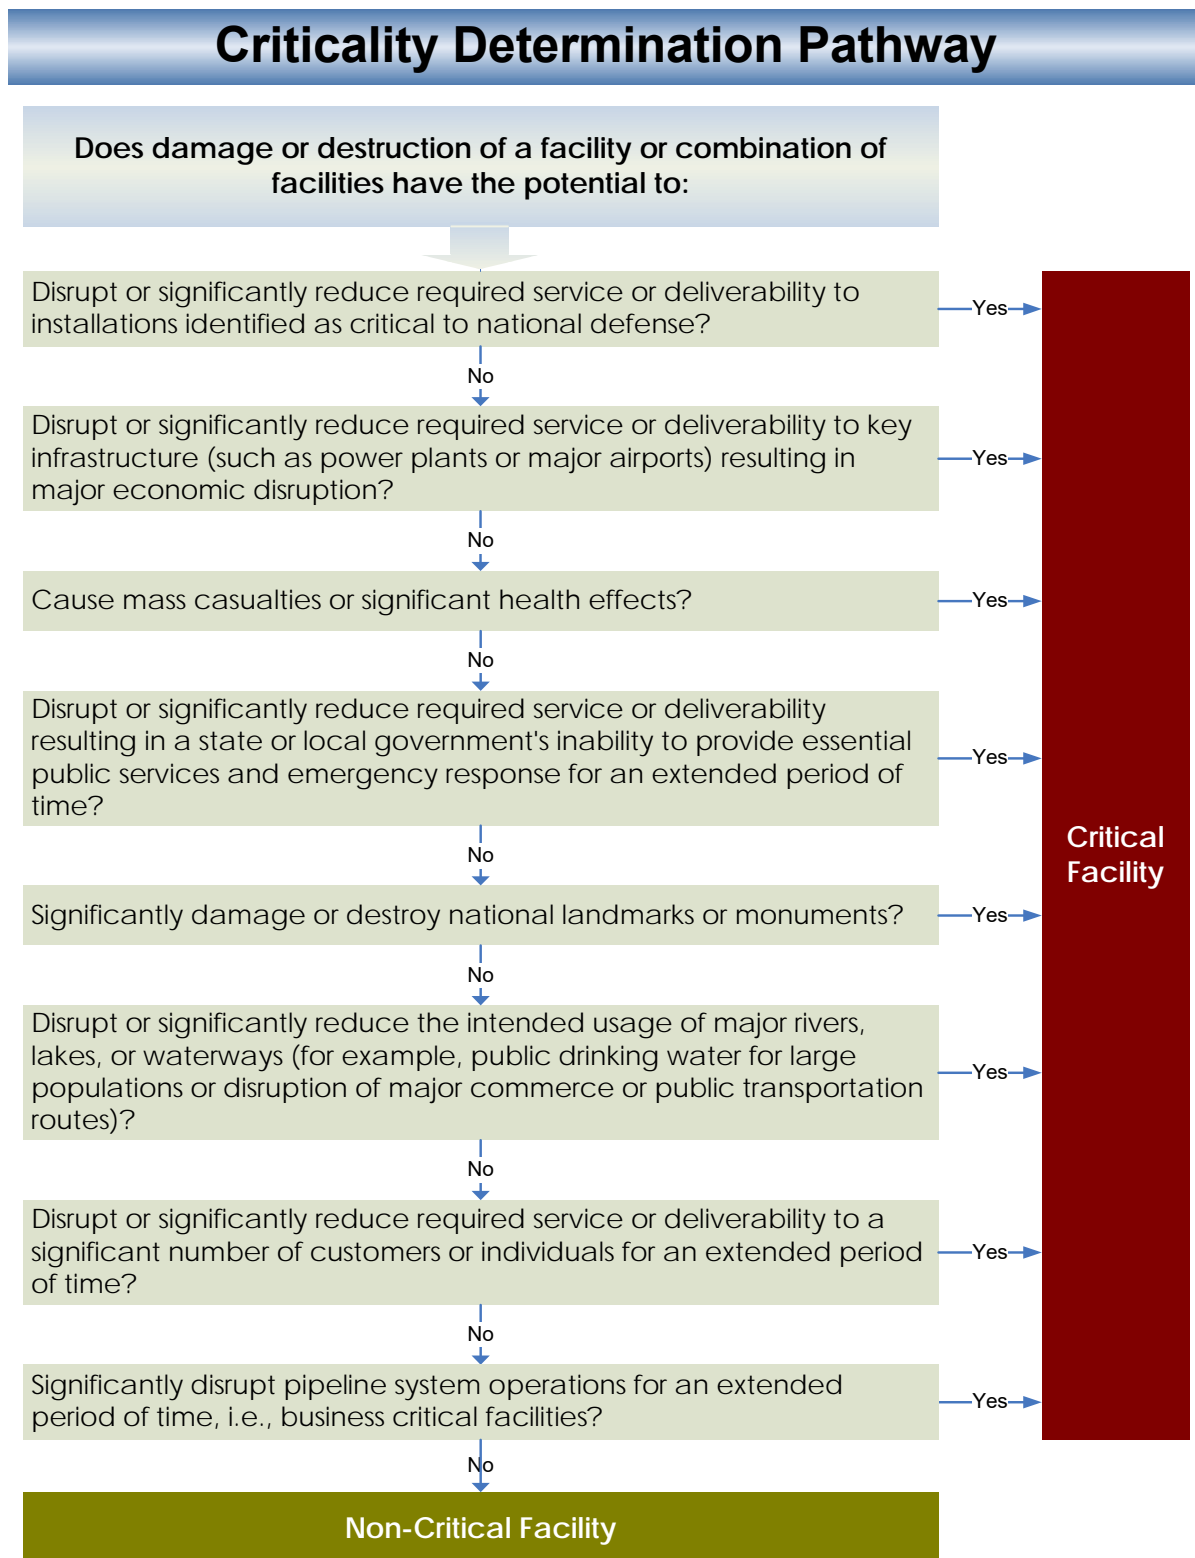 Criticality Determination Pathway
Does damage or destruction of a facility or combination of
facilities have the potential to:
Disrupt or significantly reduce required service or deliverability to
installations identified as critical to national defense?
Yes
No
Disrupt or significantly reduce required service or deliverability to key
infrastructure (such as power plants or major airports) resulting in
major economic disruption?
Yes
No
Cause mass casualties or significant health effects?
Yes
No
Disrupt or significantly reduce required service or deliverability
resulting in a state or local government's inability to provide essential
public services and emergency response for an extended period of
time?
Yes
No
Critical
Facility
Significantly damage or destroy national landmarks or monuments?
Yes
No
Disrupt or significantly reduce the intended usage of major rivers,
lakes, or waterways (for example, public drinking water for large
populations or disruption of major commerce or public transportation
routes)?
Yes
No
Disrupt or significantly reduce required service or deliverability to a
significant number of customers or individuals for an extended period
of time?
Yes
No
Significantly disrupt pipeline system operations for an extended
period of time, i.e., business critical facilities?
Yes
No
Non-Critical Facility